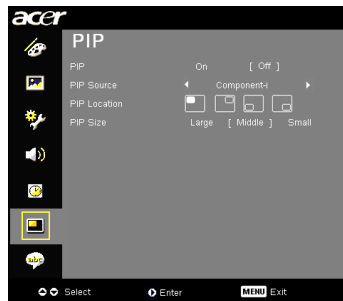 acer
PIP
PIP On [ Off ]
PIP Source Component-i
PIP Location
PIP Size Large [ Middle ] Small
abc
Select Enter MENU Exit